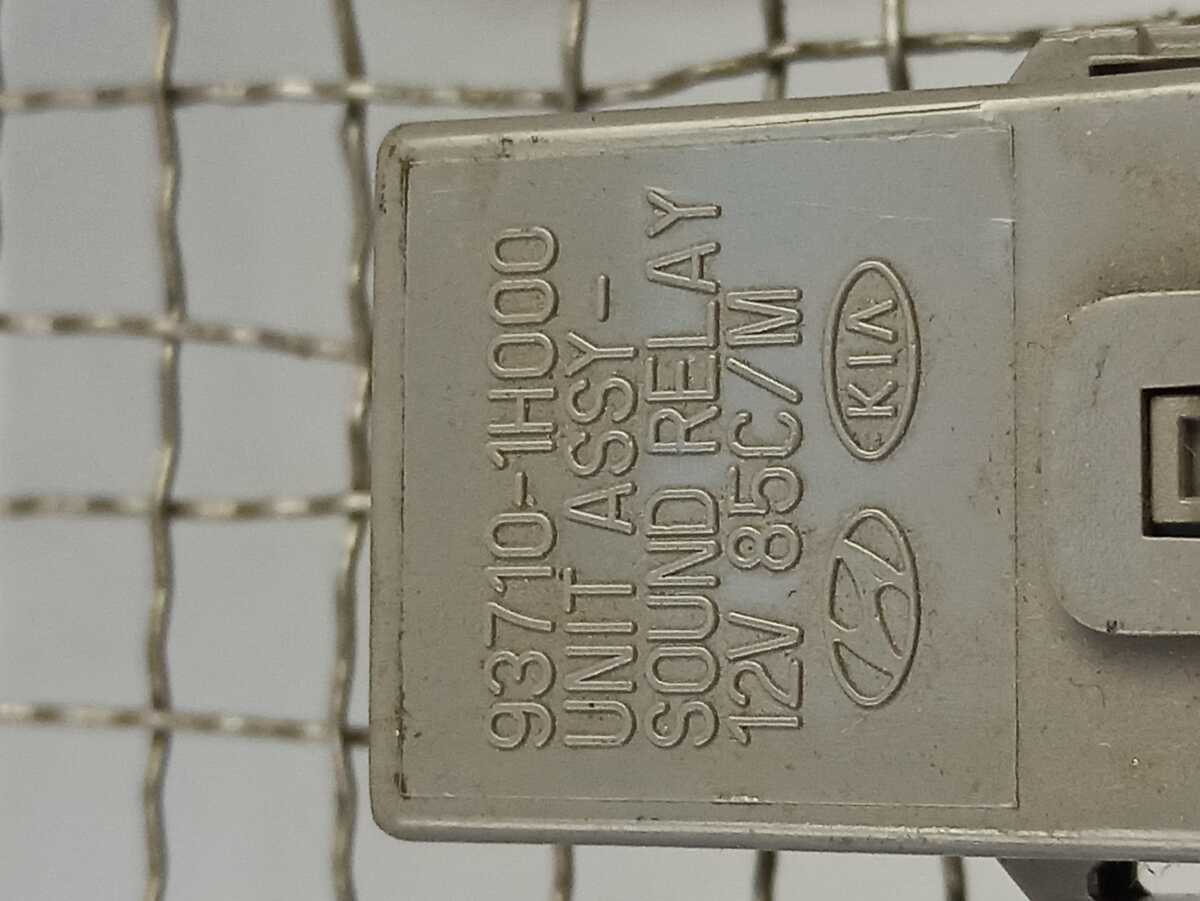 93710-1H000
UNIT ASSY-
SOUND RELAY
12V 85C/M
KIA